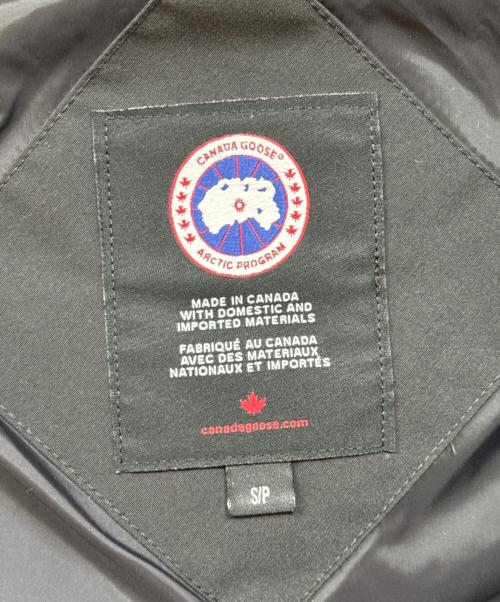 CANADA GOOSE®
ARCTIC PROGRAM
MADE IN CANADA
WITH DOMESTIC AND
IMPORTED MATERIALS
FABRIQUÉ AU CANADA
AVEC DES MATERIAUX
NATIONAUX ET IMPORTÉS
canadagoose.com
S/P